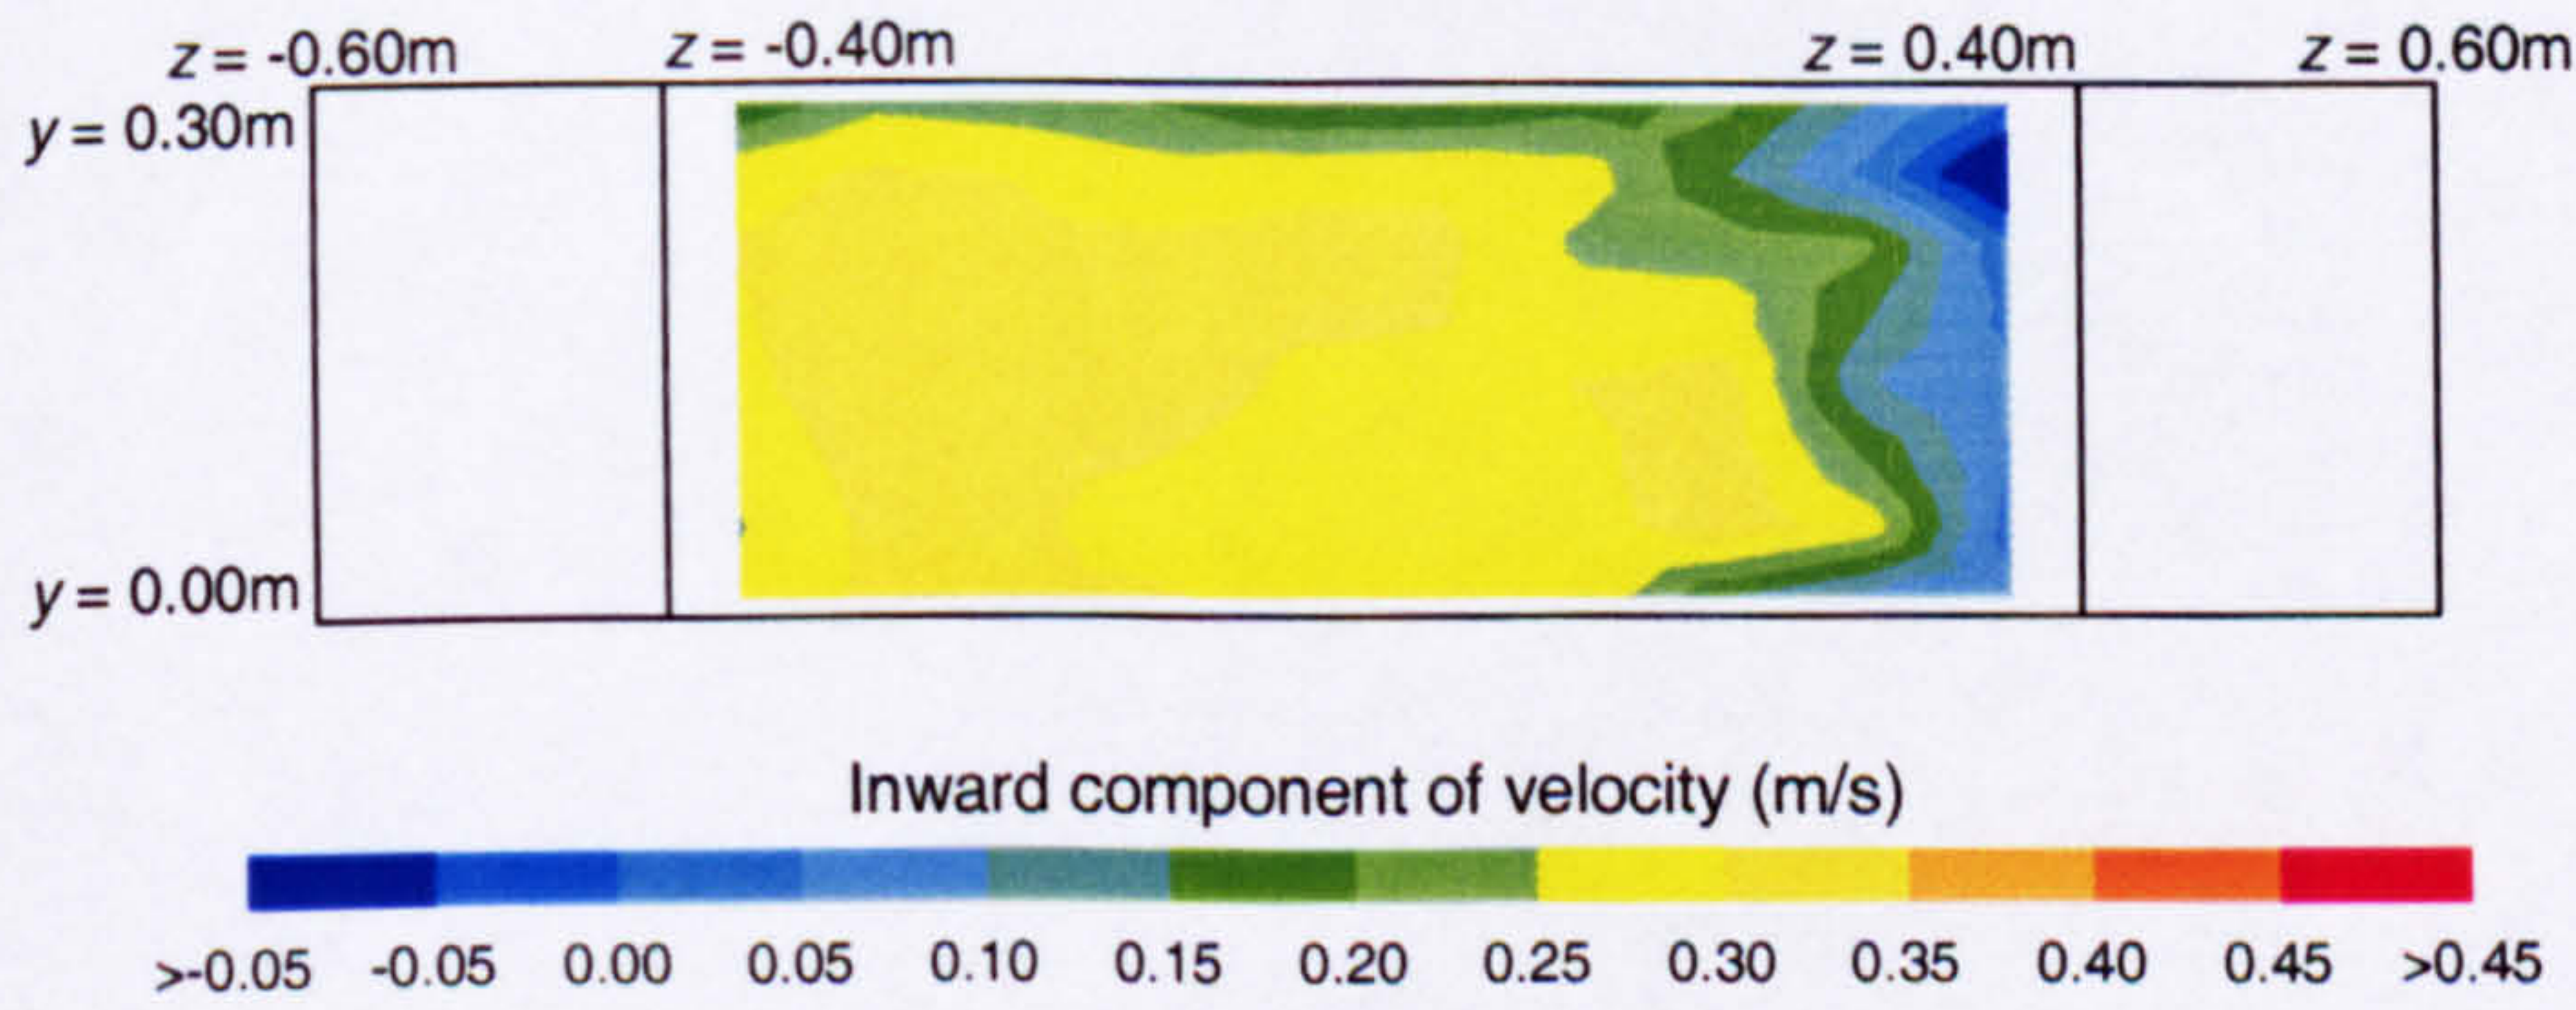 z = -0.60m z = -0.40m z = 0.40m z = 0.60m
y = 0.30m
y = 0.00m
Inward component of velocity (m/s)
>-0.05 -0.05 0.00 0.05 0.10 0.15 0.20 0.25 0.30 0.35 0.40 0.45 >0.45